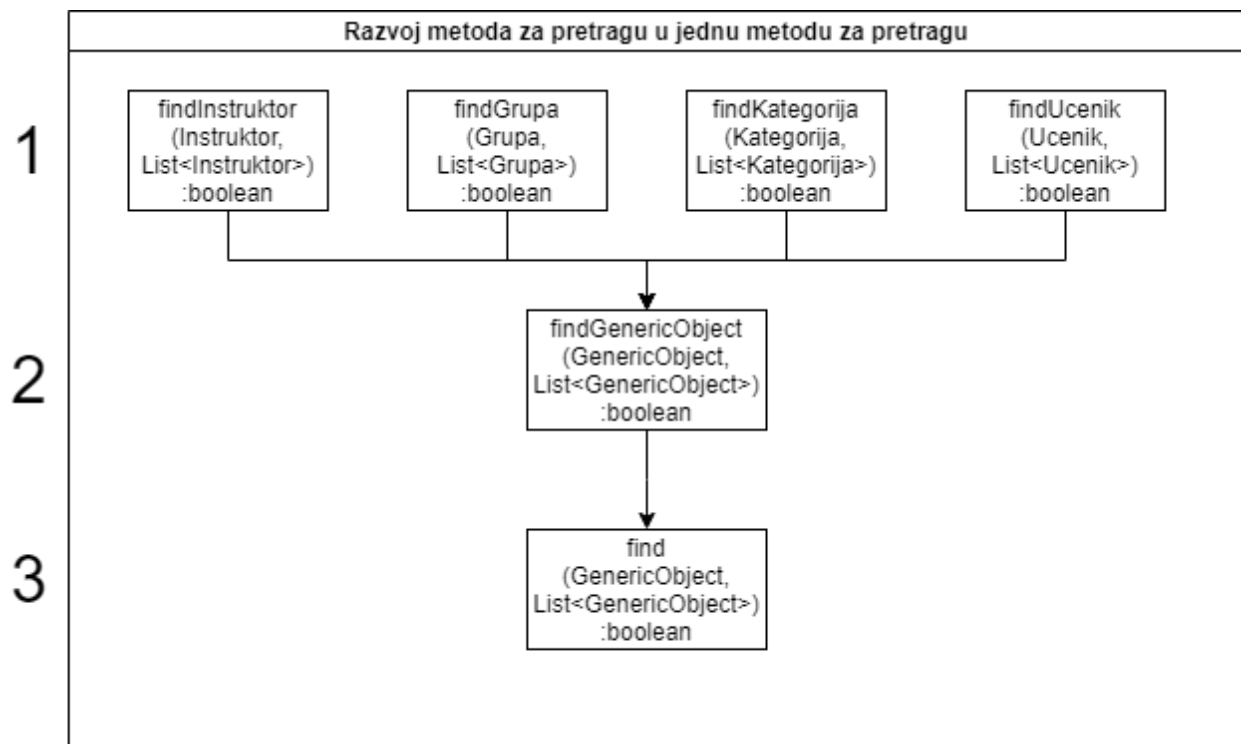 Razvoj metoda za pretragu u jednu metodu za pretragu
1
findInstruktor
(Instruktor,
List<Instruktor>)
:boolean
findGrupa
(Grupa,
List<Grupa>)
:boolean
findKategorija
(Kategorija,
List<Kategorija>)
:boolean
findUcenik
(Ucenik,
List<Ucenik>)
:boolean
2
findGenericObject
(GenericObject,
List<GenericObject>)
:boolean
3
find
(GenericObject,
List<GenericObject>)
:boolean